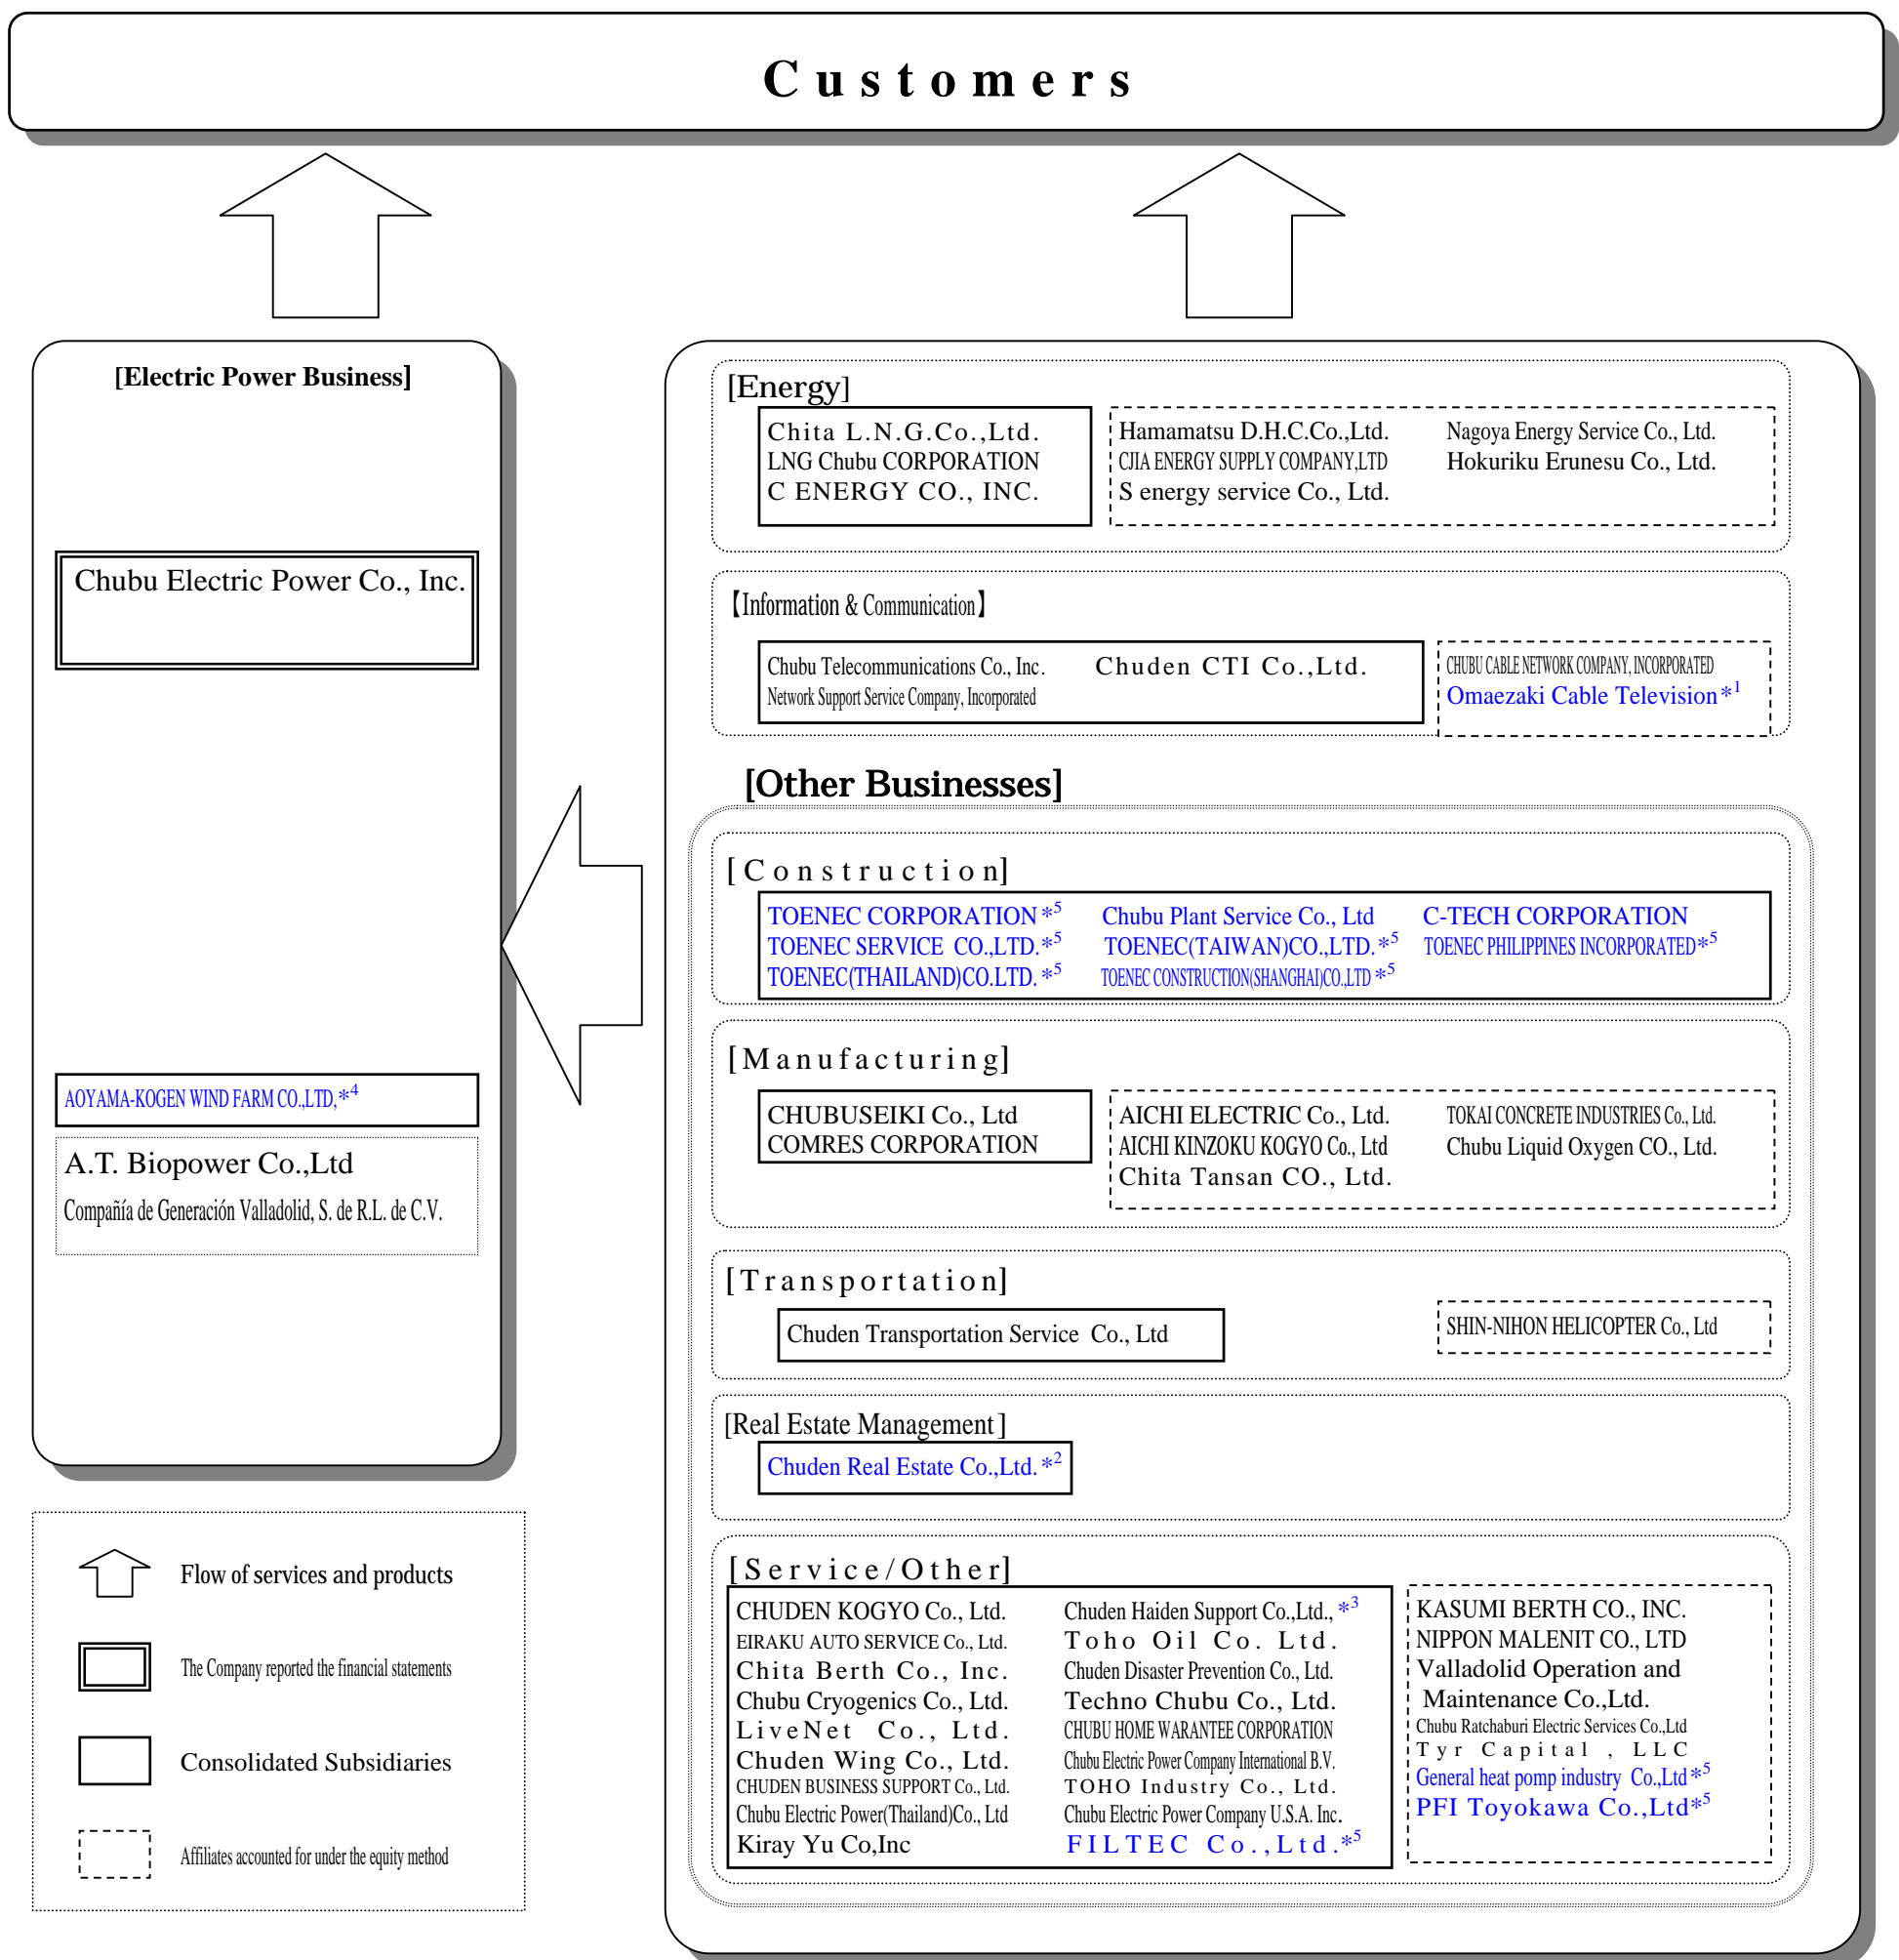 Customers
[Electric Power Business]
Chubu Electric Power Co., Inc.
AOYAMA-KOGEN WIND FARM CO.,LTD,*4
A.T. Biopower Co.,Ltd
Compañía de Generación Valladolid, S. de R.L. de C.V.
Flow of services and products
The Company reported the financial statements
Consolidated Subsidiaries
Affiliates accounted for under the equity method
[Energy]
Chita L.N.G.Co.,Ltd.
LNG Chubu CORPORATION
C ENERGY CO., INC.
Hamamatsu D.H.C.Co.,Ltd. Nagoya Energy Service Co., Ltd.
CJIA ENERGY SUPPLY COMPANY,LTD Hokuriku Erunesu Co., Ltd.
S energy service Co., Ltd.
【Information & Communication】
Chubu Telecommunications Co., Inc. Chuden CTI Co.,Ltd.
Network Support Service Company, Incorporated
CHUBU CABLE NETWORK COMPANY, INCORPORATED
Omaezaki Cable Television*1
[Other Businesses]
[Construction]
TOENEC CORPORATION*5 Chubu Plant Service Co., Ltd C-TECH CORPORATION
TOENEC SERVICE CO.,LTD.*5 TOENEC(TAIWAN)CO.,LTD.*5 TOENEC PHILIPPINES INCORPORATED*5
TOENEC(THAILAND)CO.LTD.*5 TOENEC CONSTRUCTION(SHANGHAI)CO.,LTD*5
[Manufacturing]
CHUBUSEIKI Co., Ltd
COMRES CORPORATION
AICHI ELECTRIC Co., Ltd. TOKAI CONCRETE INDUSTRIES Co., Ltd.
AICHI KINZOKU KOGYO Co., Ltd Chubu Liquid Oxygen CO., Ltd.
Chita Tansan CO., Ltd.
[Transportation]
Chuden Transportation Service Co., Ltd
SHIN-NIHON HELICOPTER Co., Ltd
[Real Estate Management]
Chuden Real Estate Co.,Ltd.*2
[Service/Other]
CHUDEN KOGYO Co., Ltd. Chuden Haiden Support Co.,Ltd., *3
EIRAKU AUTO SERVICE Co., Ltd. Toho Oil Co. Ltd.
Chita Berth Co., Inc. Chuden Disaster Prevention Co., Ltd.
Chubu Cryogenics Co., Ltd. Techno Chubu Co., Ltd.
LiveNet Co., Ltd. CHUBU HOME WARANTEE CORPORATION
Chuden Wing Co., Ltd. Chubu Electric Power Company International B.V.
CHUDEN BUSINESS SUPPORT Co., Ltd. TOHO Industry Co., Ltd.
Chubu Electric Power(Thailand)Co., Ltd Chubu Electric Power Company U.S.A. Inc.
Kiray Yu Co,Inc FILTEC Co.,Ltd.*5
KASUMI BERTH CO., INC.
NIPPON MALENIT CO., LTD
Valladolid Operation and
Maintenance Co.,Ltd.
Chubu Ratchaburi Electric Services Co.,Ltd
Tyr Capital , LLC
General heat pomp industry Co.,Ltd*5
PFI Toyokawa Co.,Ltd*5